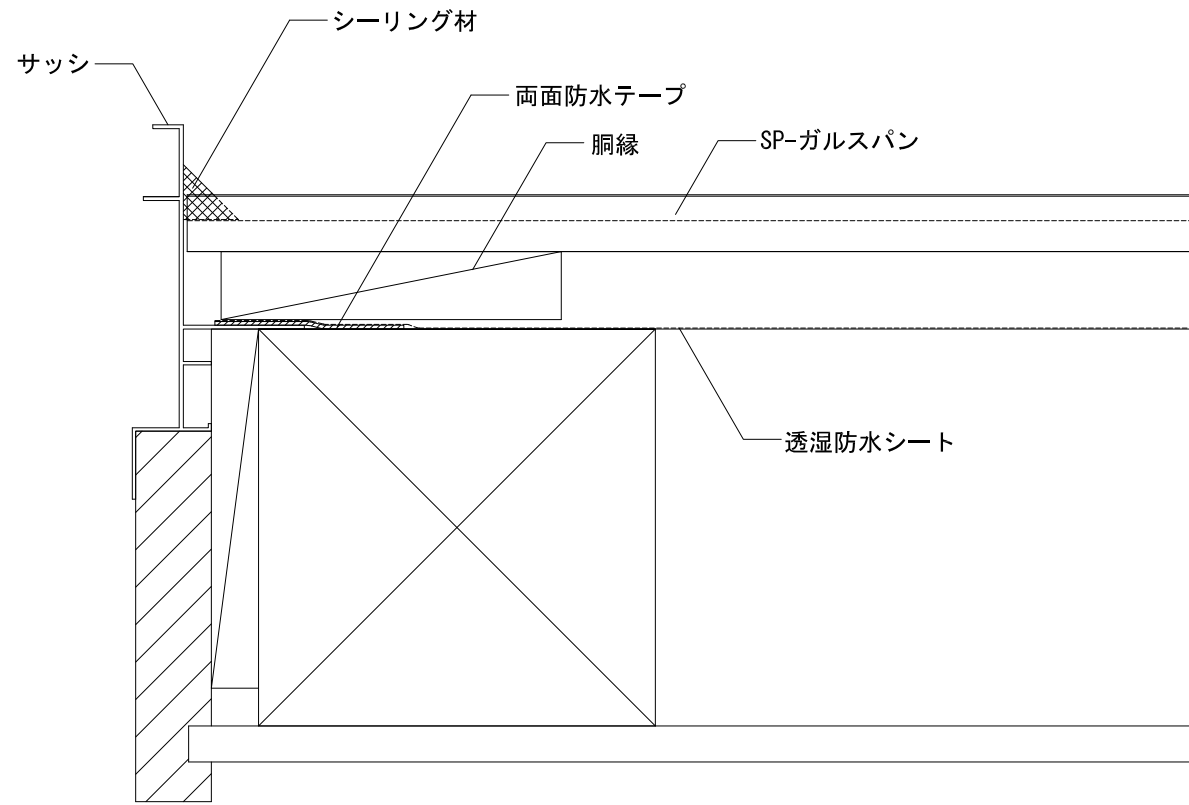 シーリング材
サッシ
両面防水テープ
胴縁
SP-ガルスパン
透湿防水シート